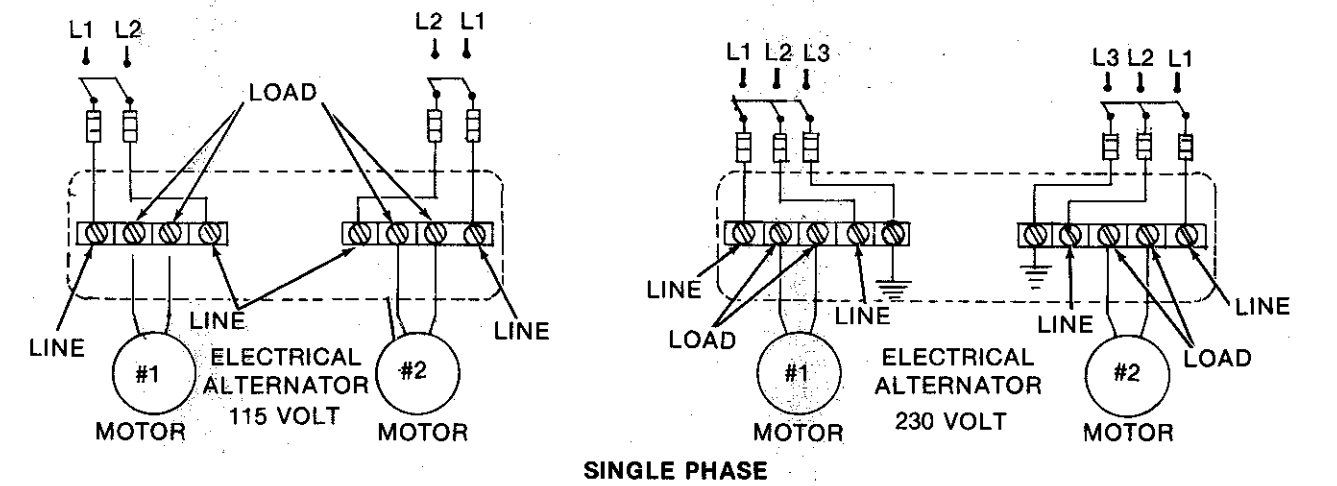 L1 L2
L2 L1
LOAD
LINE
LINE
LINE
#1
#2
ELECTRICAL
ALTERNATOR
115 VOLT
MOTOR
MOTOR
L1 L2 L3
L3 L2 L1
LINE
LOAD
LINE
LINE
LINE
LOAD
#1
#2
ELECTRICAL
ALTERNATOR
230 VOLT
MOTOR
MOTOR
SINGLE PHASE